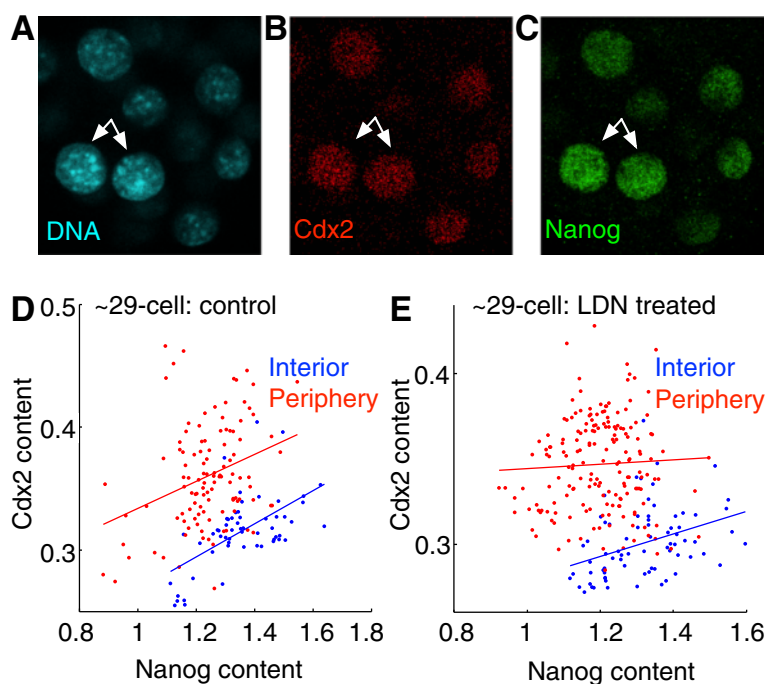 A
B
C
DNA
Cdx2
Nanog
D
~29-cell: control
Interior
Periphery
Cdx2 content
0.5
0.4
0.3
0.8
1
1.2
1.4
1.6
1.8
Nanog content
E
~29-cell: LDN treated
Interior
Periphery
Cdx2 content
0.4
0.3
0.8
1
1.2
1.4
1.6
Nanog content